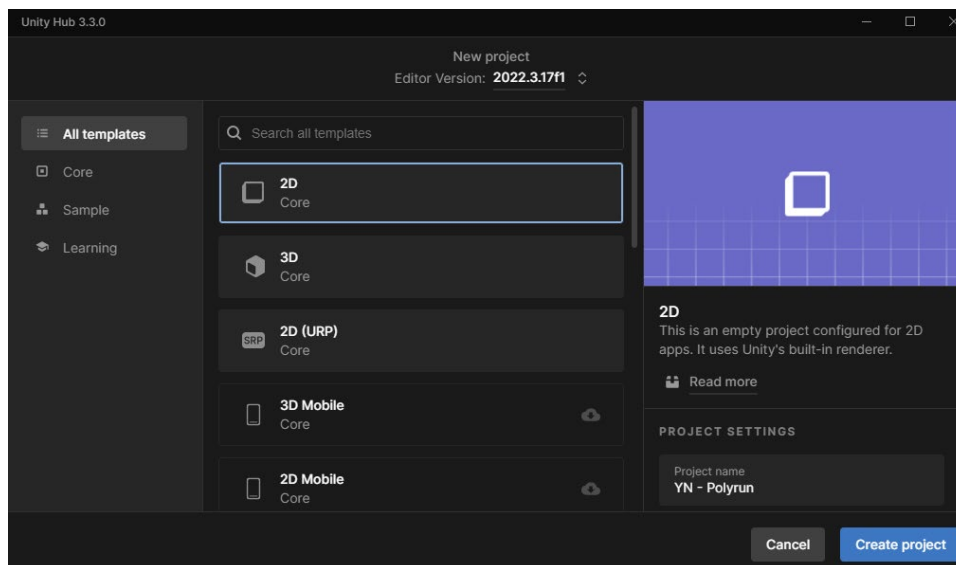 Unity Hub 3.3.0
New project
Editor Version: 2022.3.17f1
All templates
Core
Sample
Learning
Search all templates
2D
Core
3D
Core
SRP
2D (URP)
Core
3D Mobile
Core
2D Mobile
Core
2D
This is an empty project configured for 2D
apps. It uses Unity's built-in renderer.
Read more
PROJECT SETTINGS
Project name
YN - Polyrun
Cancel
Create project